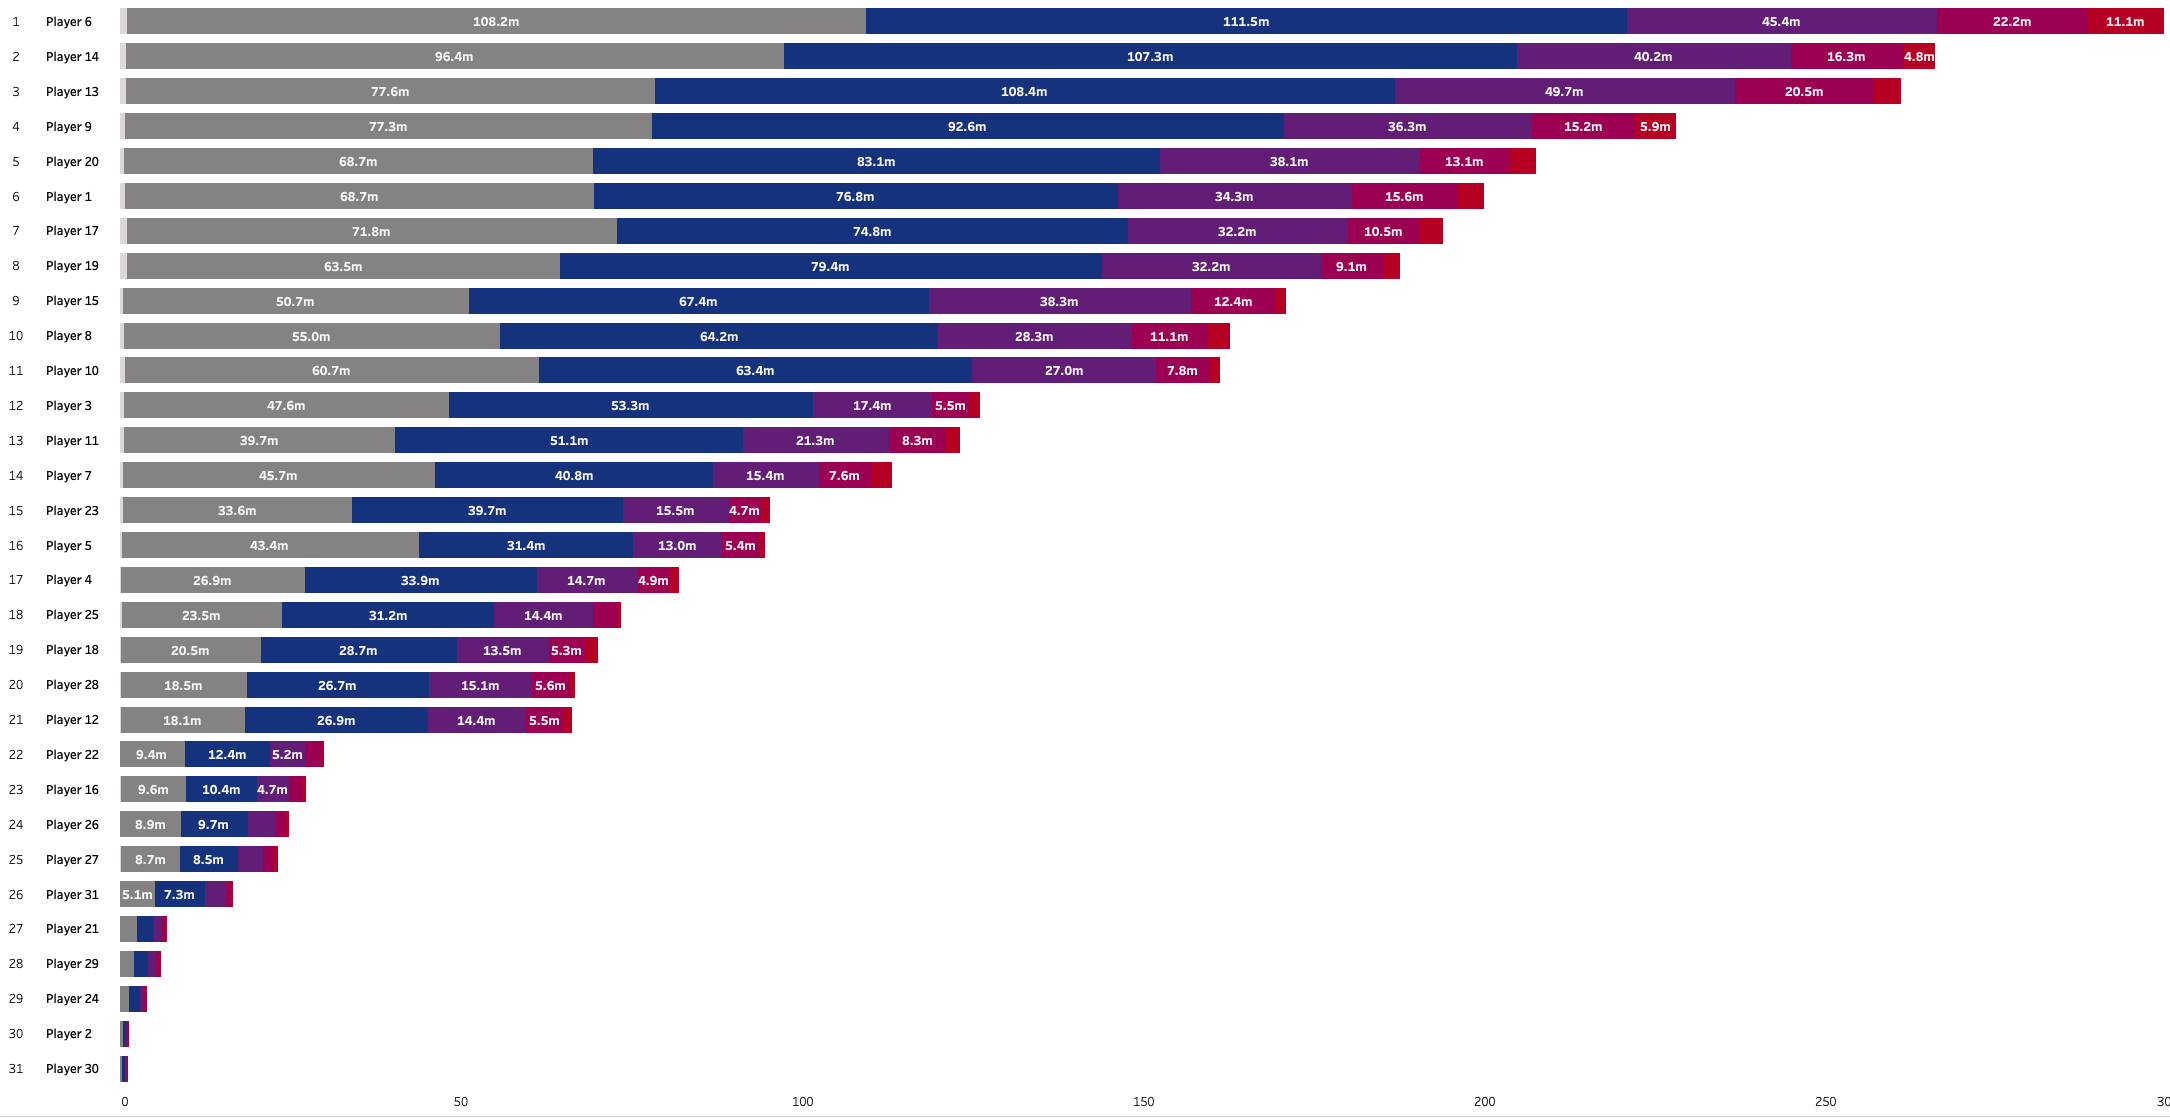 1 Player 6 108.2m 111.5m 45.4m 22.2m 11.1m
2 Player 14 96.4m 107.3m 40.2m 16.3m 4.8m
3 Player 13 77.6m 108.4m 49.7m 20.5m
4 Player 9 77.3m 92.6m 36.3m 15.2m 5.9m
5 Player 20 68.7m 83.1m 38.1m 13.1m
6 Player 1 68.7m 76.8m 34.3m 15.6m
7 Player 17 71.8m 74.8m 32.2m 10.5m
8 Player 19 63.5m 79.4m 32.2m 9.1m
9 Player 15 50.7m 67.4m 38.3m 12.4m
10 Player 8 55.0m 64.2m 28.3m 11.1m
11 Player 10 60.7m 63.4m 27.0m 7.8m
12 Player 3 47.6m 53.3m 17.4m 5.5m
13 Player 11 39.7m 51.1m 21.3m 8.3m
14 Player 7 45.7m 40.8m 15.4m 7.6m
15 Player 23 33.6m 39.7m 15.5m 4.7m
16 Player 5 43.4m 31.4m 13.0m 5.4m
17 Player 4 26.9m 33.9m 14.7m 4.9m
18 Player 25 23.5m 31.2m 14.4m
19 Player 18 20.5m 28.7m 13.5m 5.3m
20 Player 28 18.5m 26.7m 15.1m 5.6m
21 Player 12 18.1m 26.9m 14.4m 5.5m
22 Player 22 9.4m 12.4m 5.2m
23 Player 16 9.6m 10.4m 4.7m
24 Player 26 8.9m 9.7m
25 Player 27 8.7m 8.5m
26 Player 31 5.1m 7.3m
27 Player 21
28 Player 29
29 Player 24
30 Player 2
31 Player 30
0 50 100 150 200 250